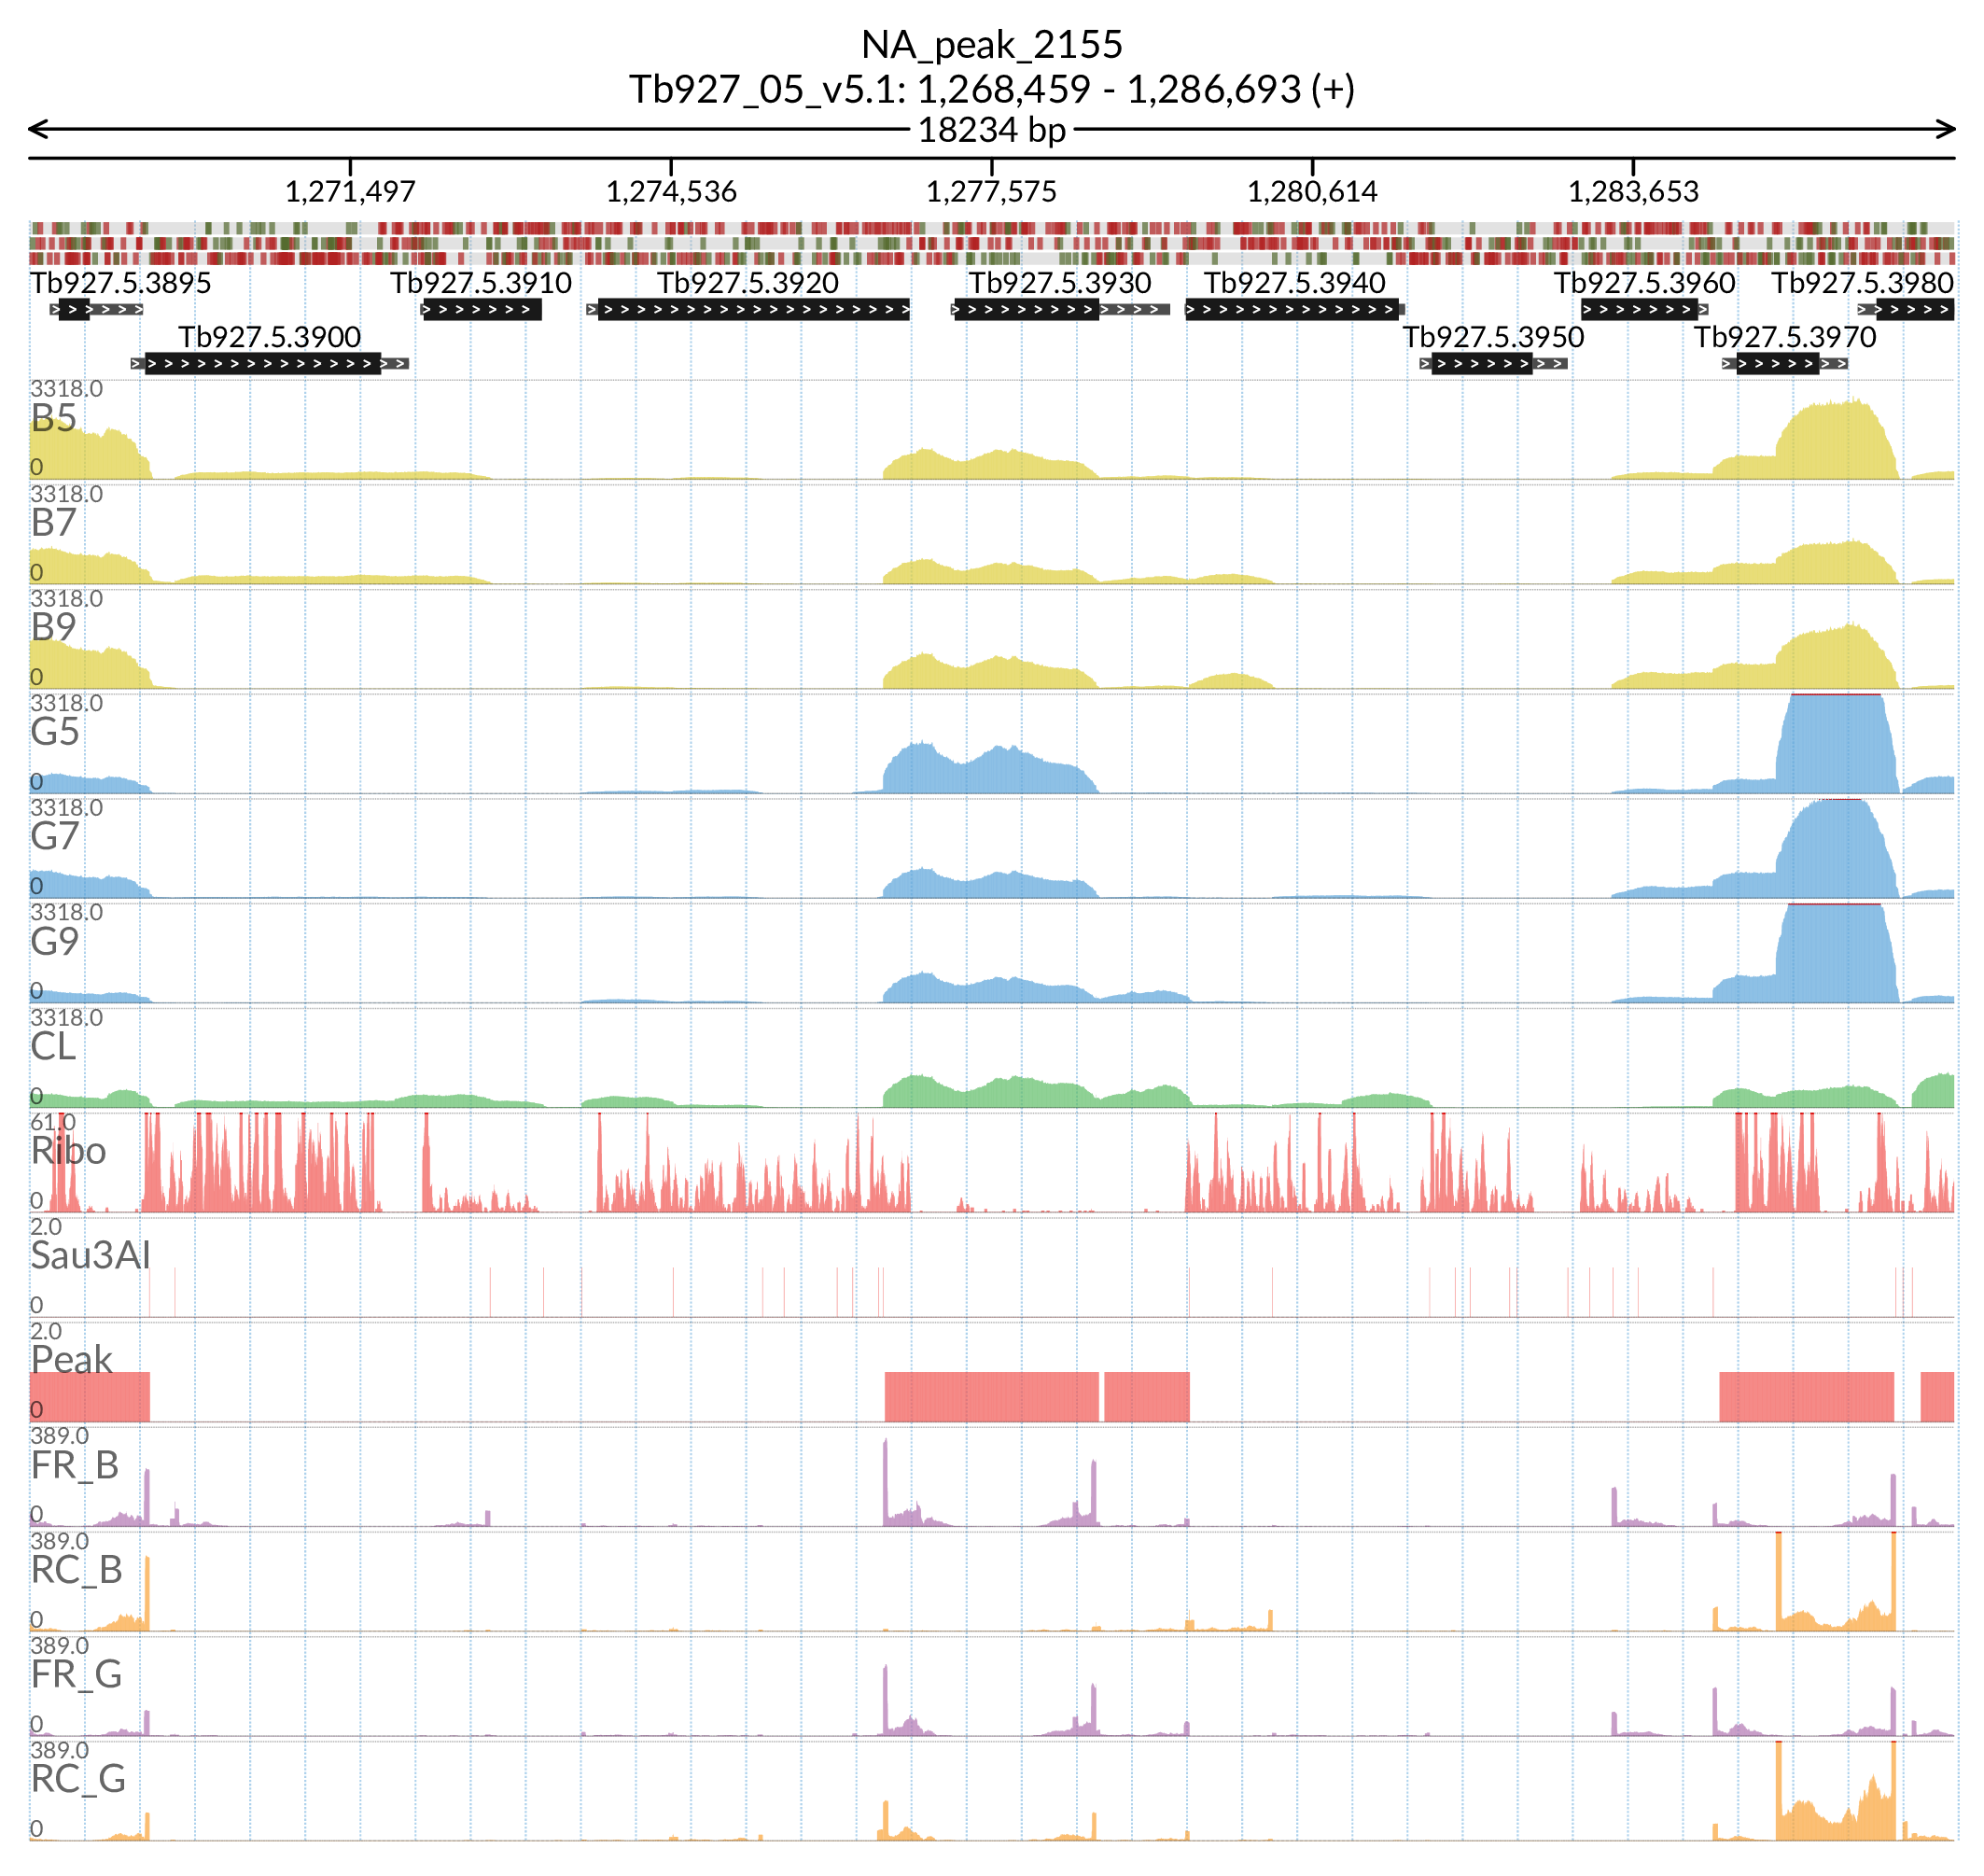 NA_peak_2155
Tb927_05_v5.1: 1,268,459 - 1,286,693 (+)
18234 bp
1,271,497 1,274,536 1,277,575 1,280,614 1,283,653
Tb927.5.3895 Tb927.5.3910 Tb927.5.3920 Tb927.5.3930 Tb927.5.3940 Tb927.5.3960 Tb927.5.3980
Tb927.5.3900 Tb927.5.3950 Tb927.5.3970
3318.0
B5
0
3318.0
B7
0
3318.0
B9
0
3318.0
G5
0
3318.0
G7
0
3318.0
G9
0
3318.0
CL
0
61.0
Ribo
0
2.0
Sau3AI
0
2.0
Peak
0
389.0
FR_B
0
389.0
RC_B
0
389.0
FR_G
0
389.0
RC_G
0